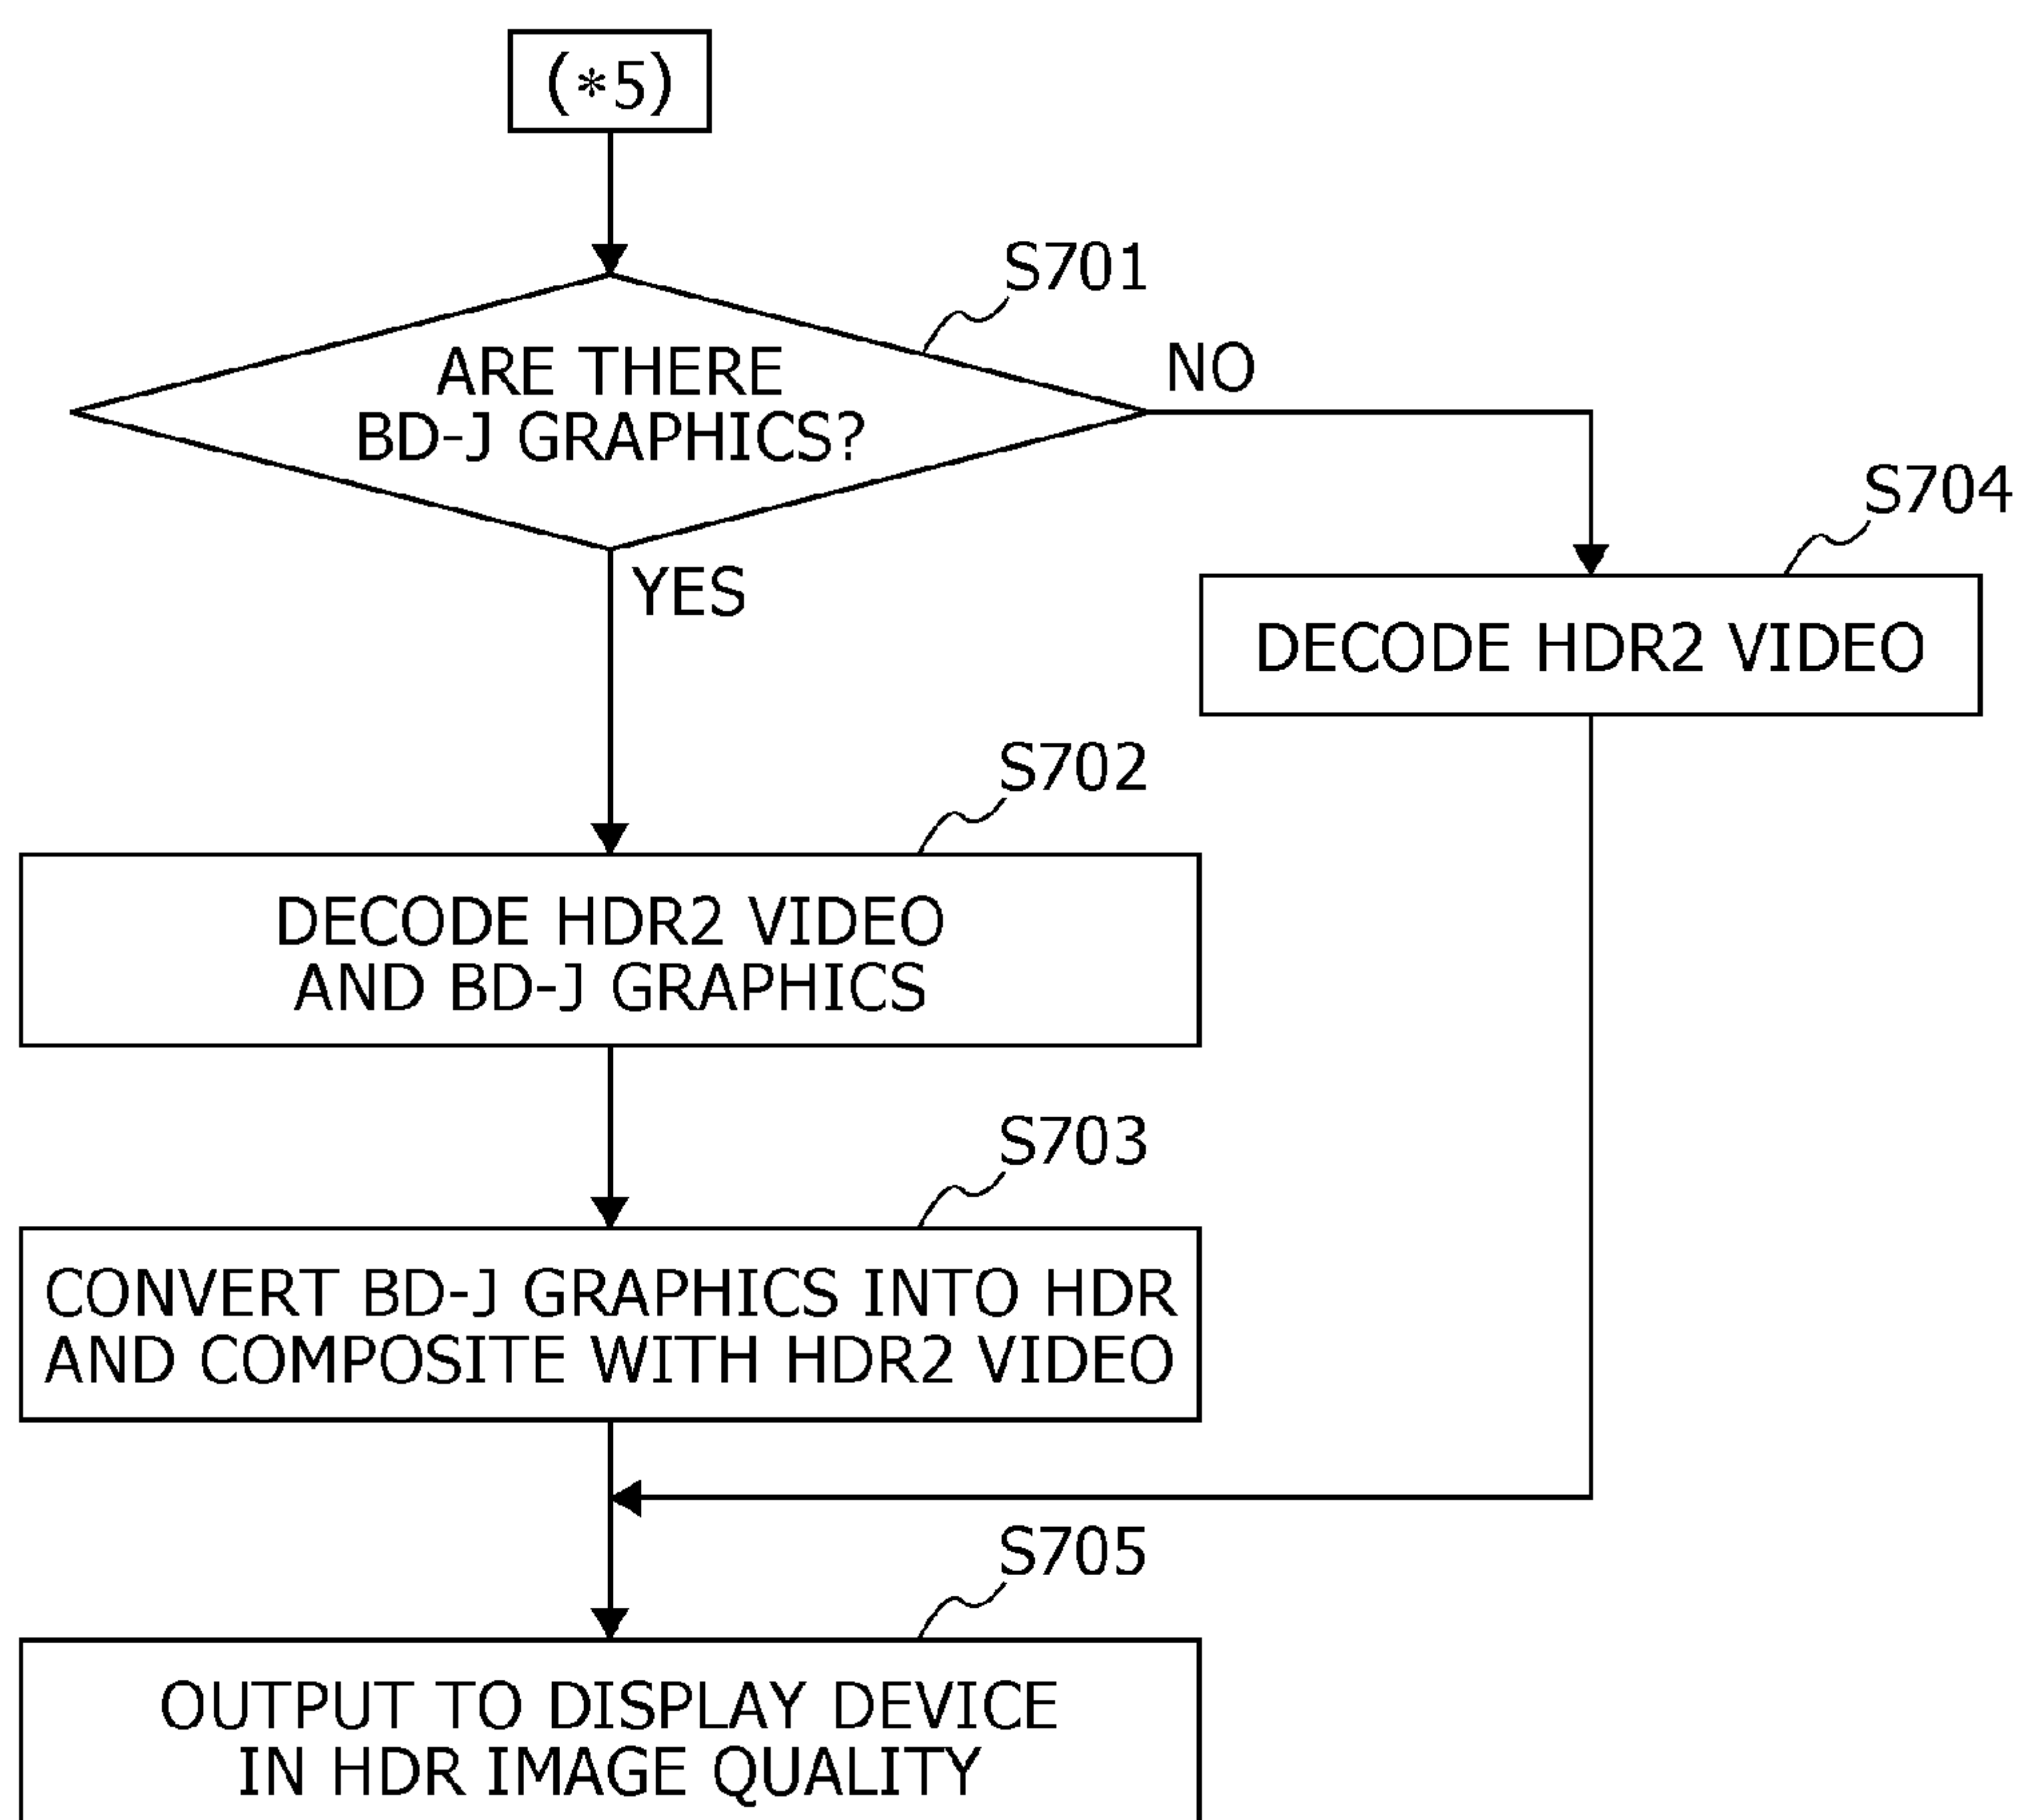 (*5)
S701
ARE THERE
BD-J GRAPHICS?
NO
YES
S704
DECODE HDR2 VIDEO
S702
DECODE HDR2 VIDEO
AND BD-J GRAPHICS
S703
CONVERT BD-J GRAPHICS INTO HDR
AND COMPOSITE WITH HDR2 VIDEO
S705
OUTPUT TO DISPLAY DEVICE
IN HDR IMAGE QUALITY